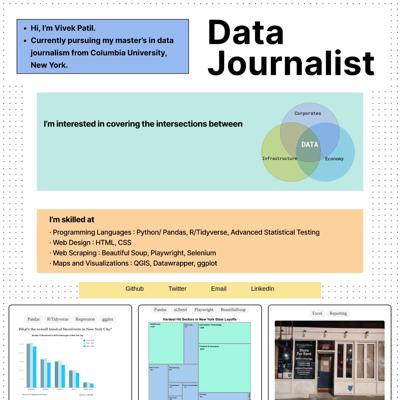 • Hi, I'm Vivek Patil.
• Currently pursuing my master's in data
journalism from Columbia University,
New York.
Data
Journalist
I'm interested in covering the intersections between
Corporates
DATA
Infrastructure
Economy
I'm skilled at
· Programming Languages : Python/ Pandas, R/Tidyverse, Advanced Statistical Testing
· Web Design : HTML, CSS
· Web Scraping : Beautiful Soup, Playwright, Selenium
· Maps and Visualizations : QGIS, Datawrapper, ggplot
Github Twitter Email LinkedIn
Pandas R/Tidyverse Regression ggplot
What's the overall trend of Storefronts in New York City?
Pandas ai2html Playwright BeautifulSoup
Hardest Hit Sectors in New York State Layoffs
Excel Reporting
Store
For Rent